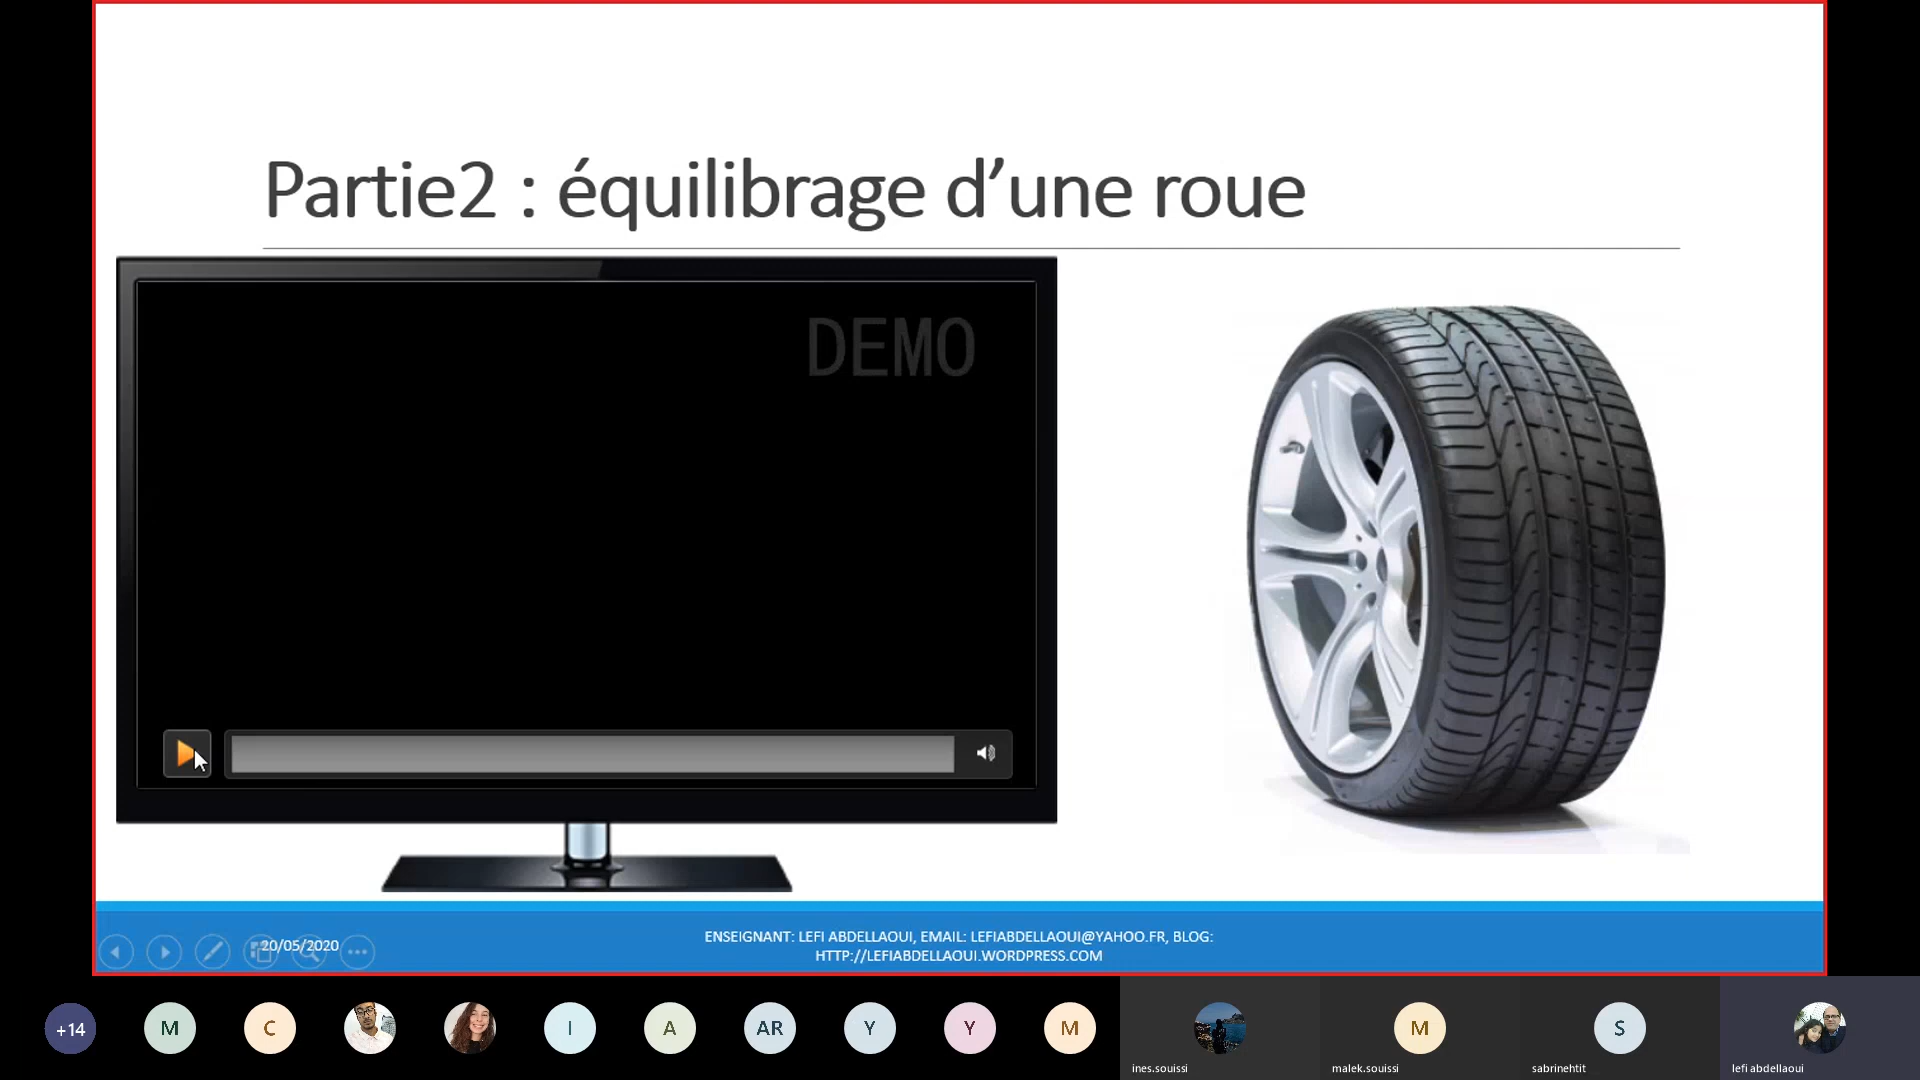 Partie2 : équilibrage d’une roue
DEMO
20/05/2020
ENSEIGNANT: LEFI ABDELLAOUI, EMAIL: LEFIABDELLAOUI@YAHOO.FR, BLOG:
HTTP://LEFIABDELLAOUI.WORDPRESS.COM
+14
M
C
I
A
AR
Y
Y
M
M
S
ines.souissi
malek.souissi
sabrinehtit
lefi abdellaoui